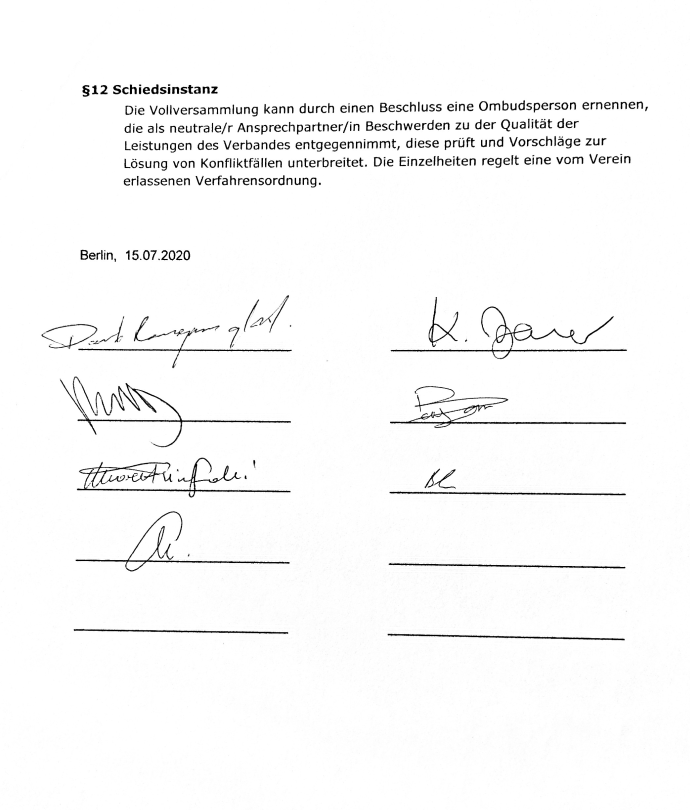 §12 Schiedsinstanz
Die Vollversammlung kann durch einen Beschluss eine Ombudsperson ernennen,
die als neutrale/r Ansprechpartner/in Beschwerden zu der Qualität der
Leistungen des Verbandes entgegennimmt, diese prüft und Vorschläge zur
Lösung von Konfliktfällen unterbreitet. Die Einzelheiten regelt eine vom Verein
erlassenen Verfahrensordnung.
Berlin, 15.07.2020
K.